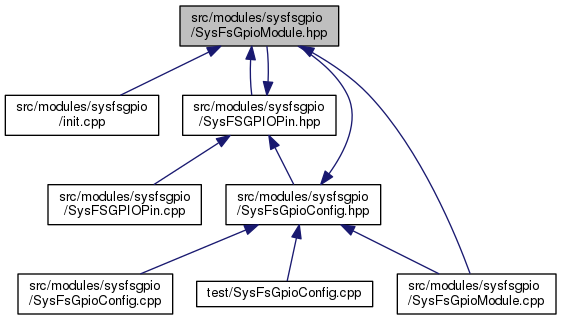 src/modules/sysfsgpio
/SysFsGpioModule.hpp
src/modules/sysfsgpio
/init.cpp
src/modules/sysfsgpio
/SysFSGPIOPin.hpp
src/modules/sysfsgpio
/SysFSGPIOPin.cpp
src/modules/sysfsgpio
/SysFsGpioConfig.hpp
src/modules/sysfsgpio
/SysFsGpioConfig.cpp
test/SysFsGpioConfig.cpp
src/modules/sysfsgpio
/SysFsGpioModule.cpp